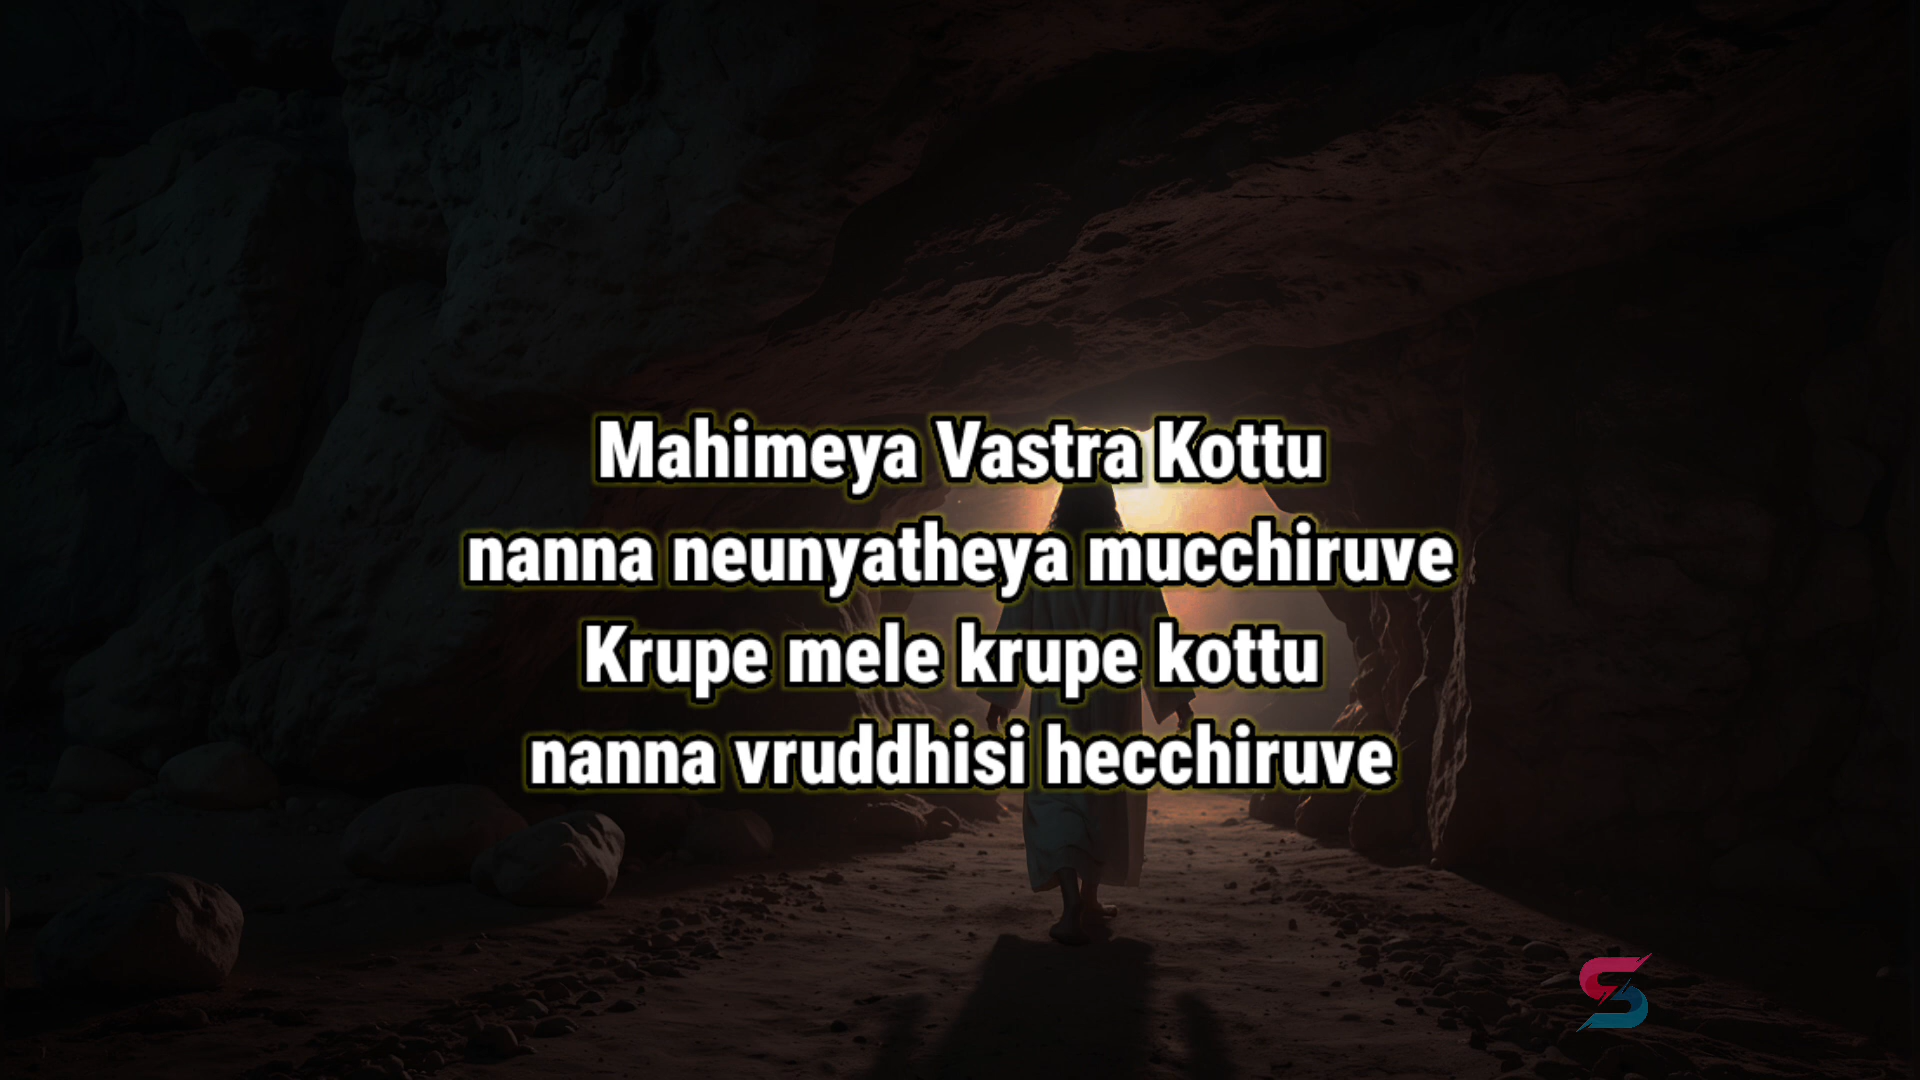 Mahimeya Vastra Kottu
nanna neunyatheya mucchiruve
Krupe mele krupe kottu
nanna vruddhisi hecchiruve